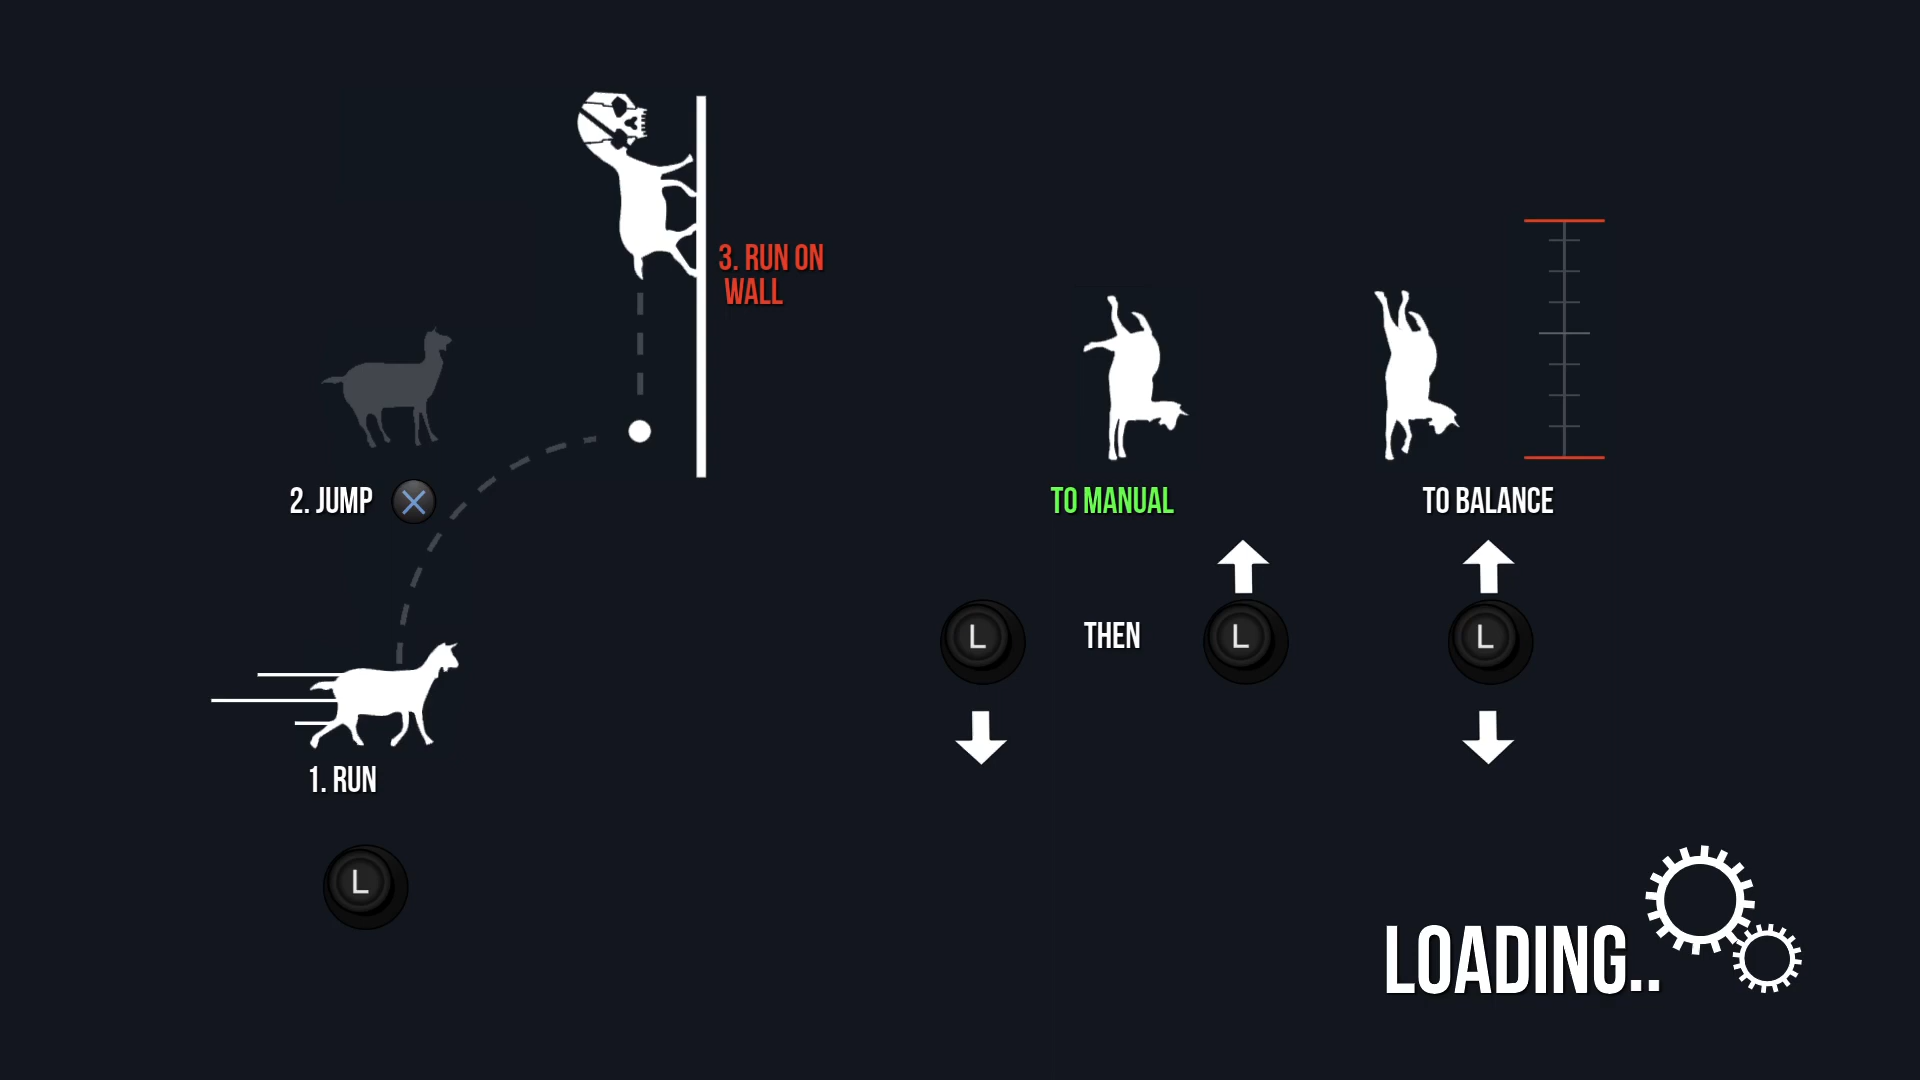 3. RUN ON
WALL
2. JUMP
1. RUN
L
TO MANUAL
TO BALANCE
L
THEN
L
L
LOADING..